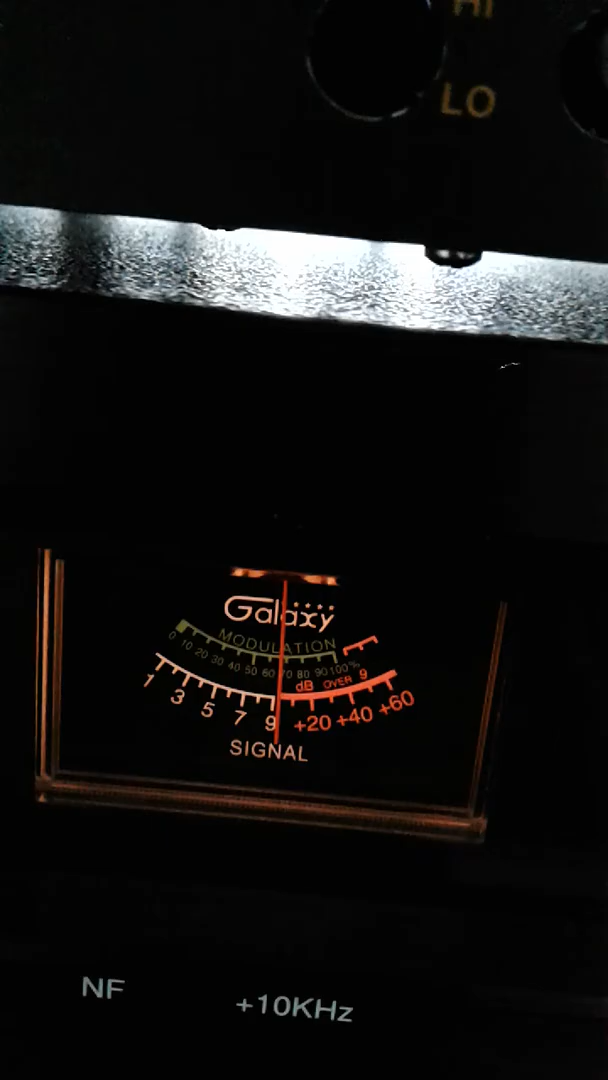 HI
LO
Galaxy
MODULATION
0 10 20 30 40 50 60 70 80 90 100%
dB OVER 9
1 3 5 7 9 +20 +40 +60
SIGNAL
NF +10KHz